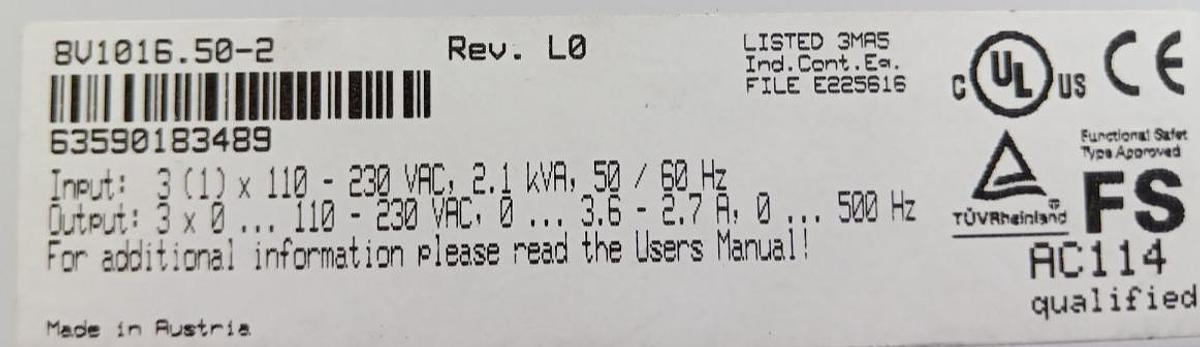 8V1016.50-2 Rev. L0
63590183489
Input: 3 (1) x 110 - 230 VAC, 2.1 kVA, 50 / 60 Hz
Output: 3 x 0 ... 110 - 230 VAC, 0 ... 3.6 - 2.7 A, 0 ... 500 Hz
For additional information please read the Users Manual!
Made in Austria
LISTED 3MA5
Ind.Cont.Eq.
FILE E225616
C UL US CE
Functional Safet
Type Approved
TÜVRheinland ®
FS
AC114
qualified